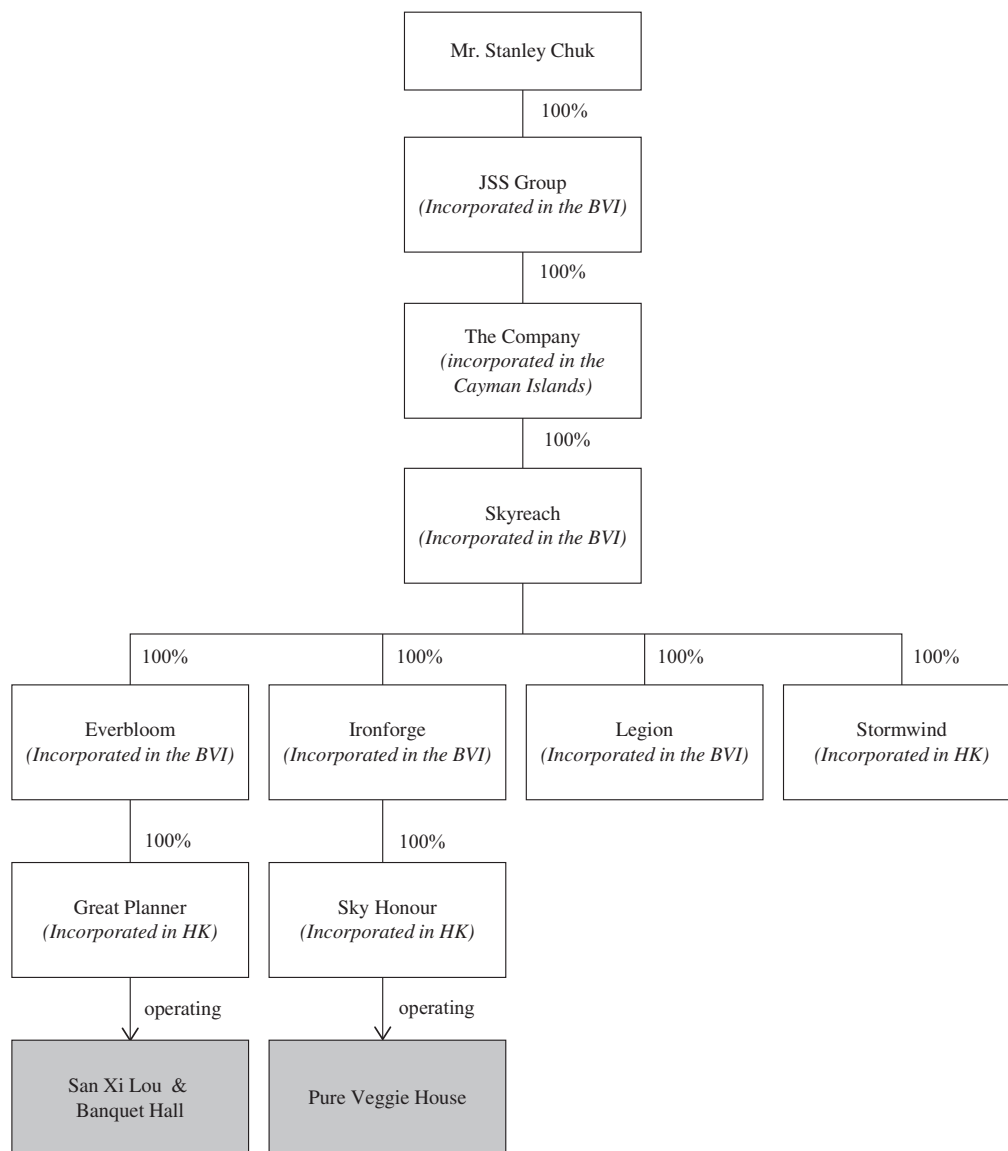 Mr. Stanley Chuk
100%
JSS Group
(Incorporated in the BVI)
100%
The Company
(incorporated in the
Cayman Islands)
100%
Skyreach
(Incorporated in the BVI)
100%
100%
100%
100%
Everbloom
(Incorporated in the BVI)
Ironforge
(Incorporated in the BVI)
Legion
(Incorporated in the BVI)
Stormwind
(Incorporated in HK)
100%
100%
Great Planner
(Incorporated in HK)
Sky Honour
(Incorporated in HK)
operating
operating
San Xi Lou &
Banquet Hall
Pure Veggie House